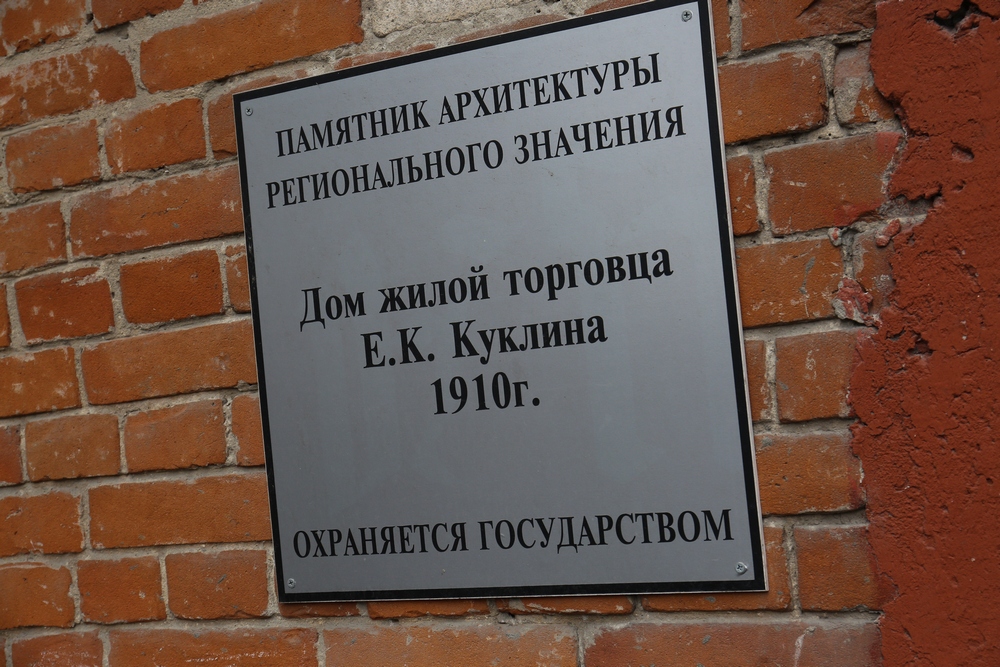 ПАМЯТНИК АРХИТЕКТУРЫ
РЕГИОНАЛЬНОГО ЗНАЧЕНИЯ
Дом жилой торговца
Е.К. Куклина
1910г.
ОХРАНЯЕТСЯ ГОСУДАРСТВОМ